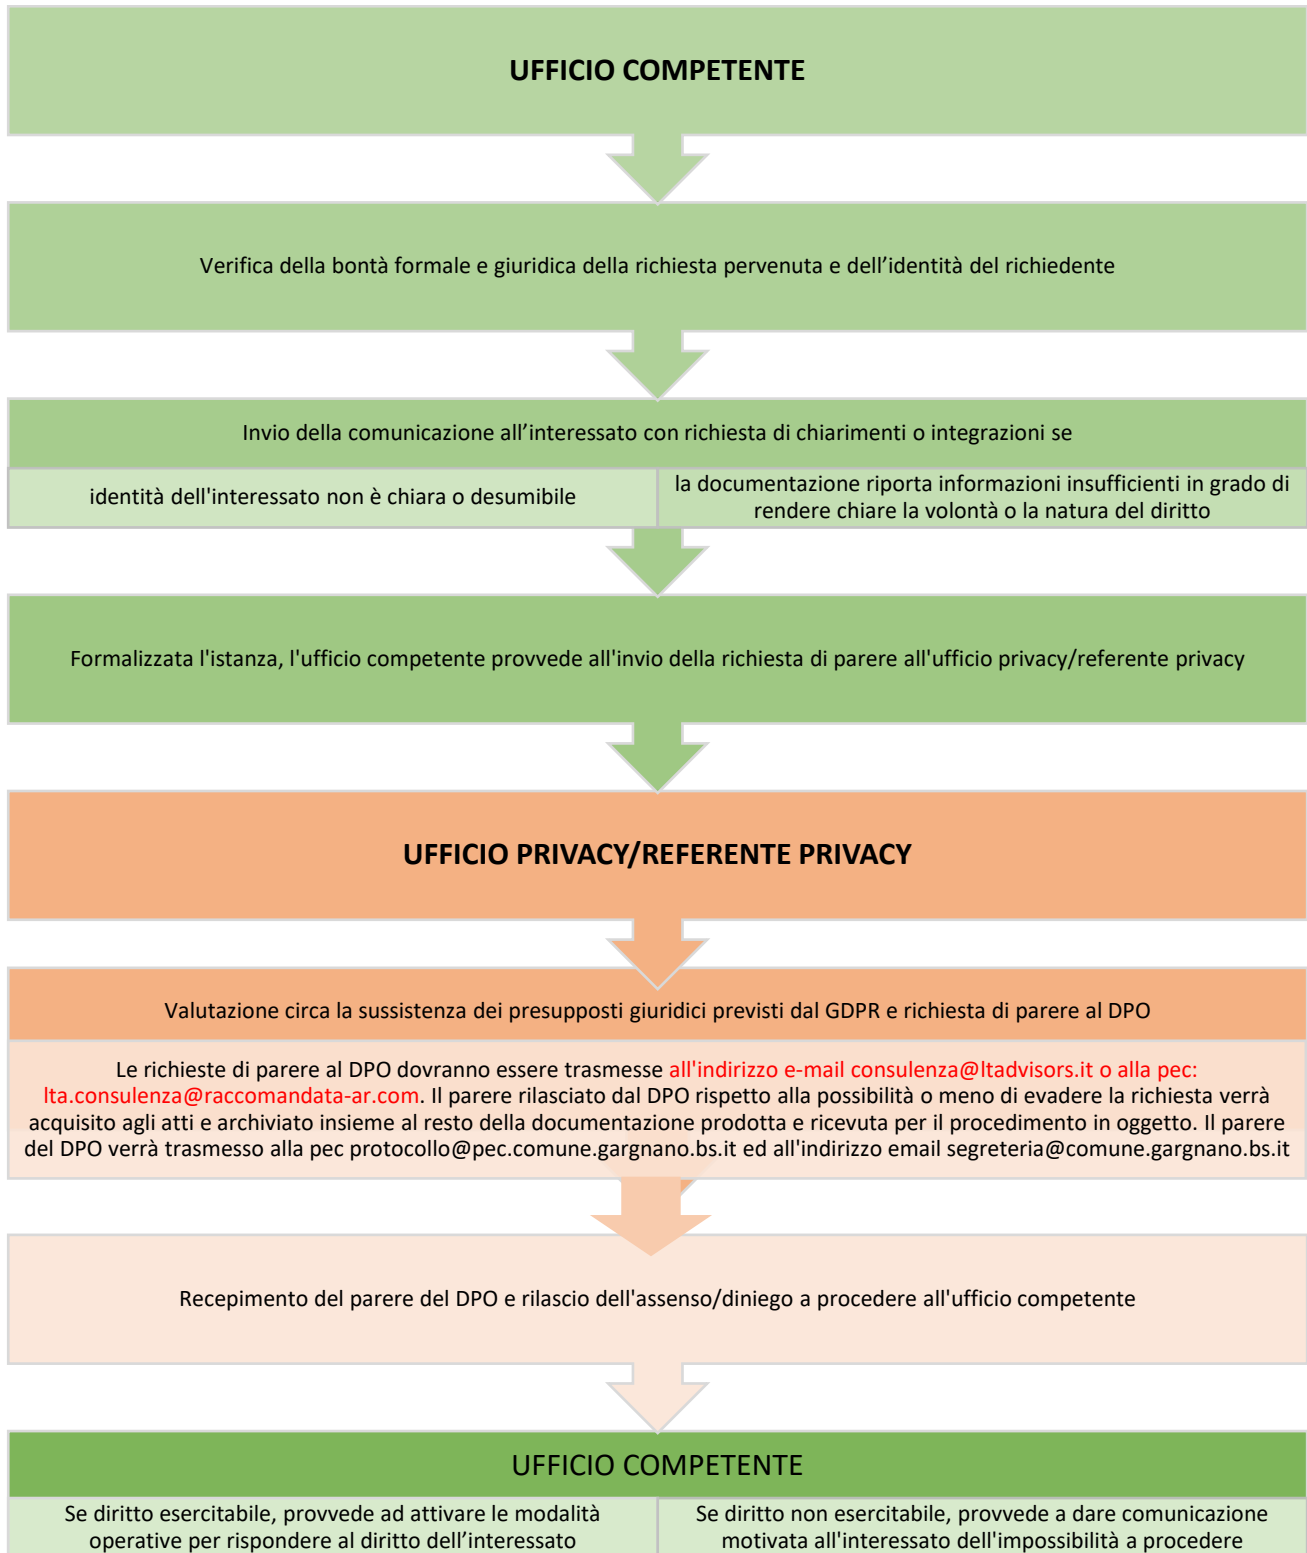 UFFICIO COMPETENTE
Verifica della bontà formale e giuridica della richiesta pervenuta e dell’identità del richiedente
Invio della comunicazione all’interessato con richiesta di chiarimenti o integrazioni se
identità dell'interessato non è chiara o desumibile
la documentazione riporta informazioni insufficienti in grado di
rendere chiare la volontà o la natura del diritto
Formalizzata l'istanza, l'ufficio competente provvede all'invio della richiesta di parere all'ufficio privacy/referente privacy
UFFICIO PRIVACY/REFERENTE PRIVACY
Valutazione circa la sussistenza dei presupposti giuridici previsti dal GDPR e richiesta di parere al DPO
Le richieste di parere al DPO dovranno essere trasmesse all'indirizzo e-mail consulenza@ltadvisors.it o alla pec:
lta.consulenza@raccomandata-ar.com. Il parere rilasciato dal DPO rispetto alla possibilità o meno di evadere la richiesta verrà
acquisito agli atti e archiviato insieme al resto della documentazione prodotta e ricevuta per il procedimento in oggetto. Il parere
del DPO verrà trasmesso alla pec protocollo@pec.comune.gargnano.bs.it ed all'indirizzo email segreteria@comune.gargnano.bs.it
Recepimento del parere del DPO e rilascio dell'assenso/diniego a procedere all'ufficio competente
UFFICIO COMPETENTE
Se diritto esercitabile, provvede ad attivare le modalità
operative per rispondere al diritto dell’interessato
Se diritto non esercitabile, provvede a dare comunicazione
motivata all'interessato dell'impossibilità a procedere